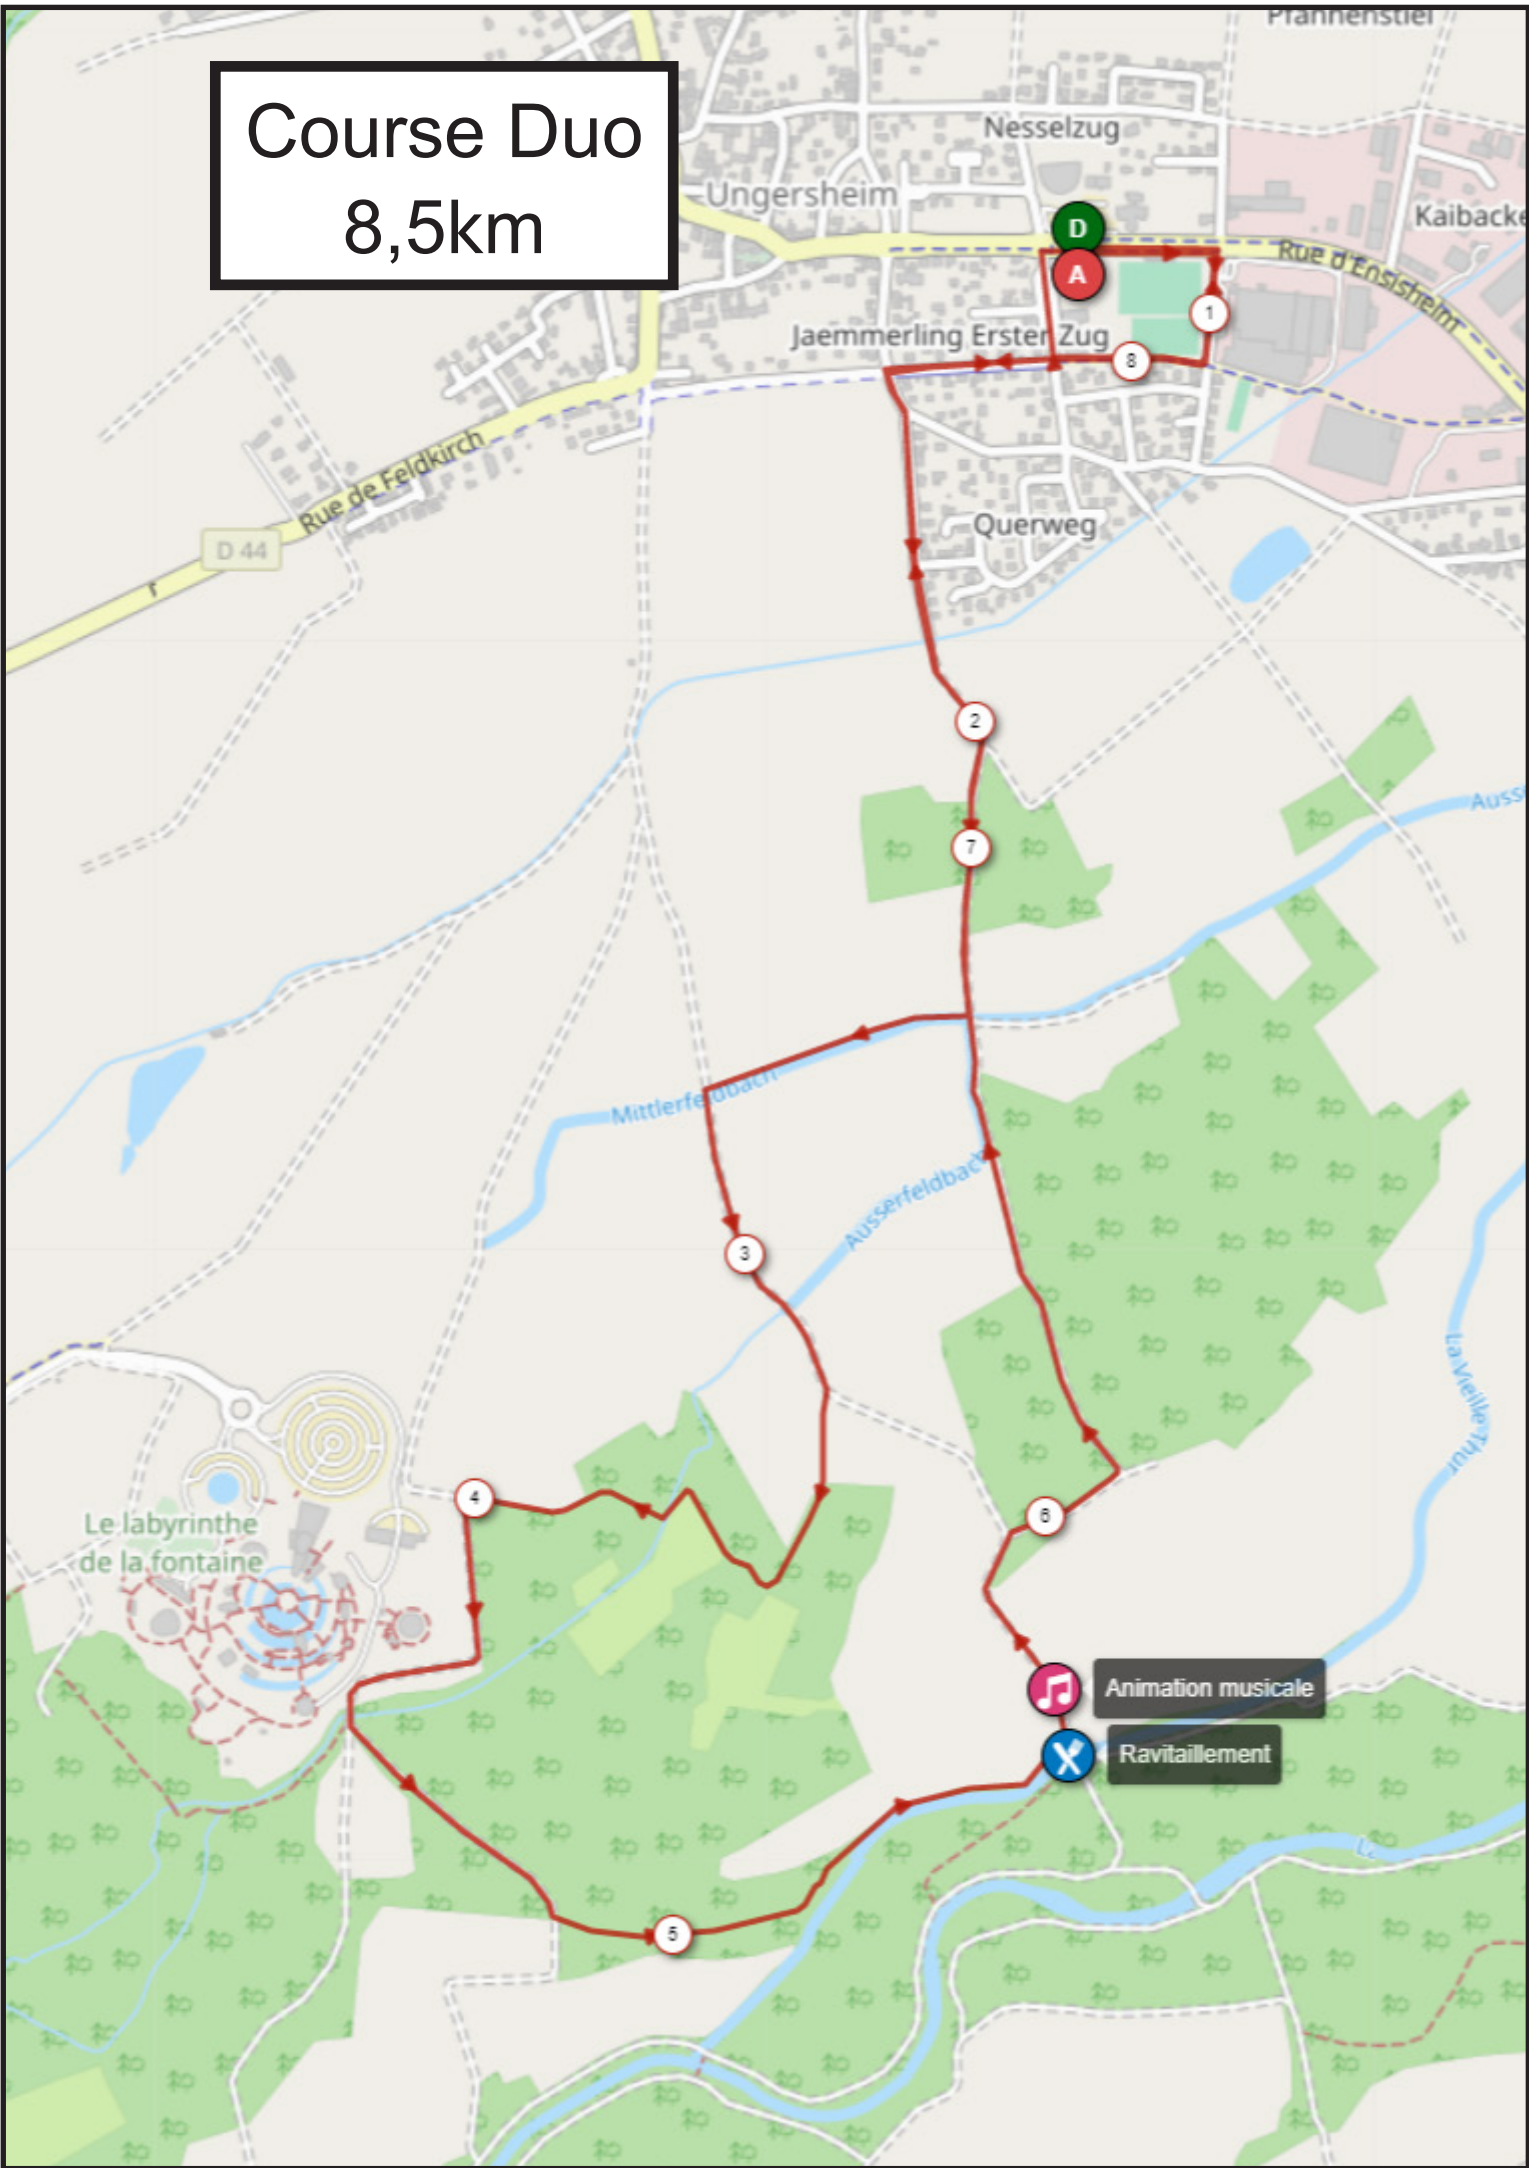 Pfannenstiel
Course Duo
8,5km
Nesselzug
Ungersheim
Kaibacke
D
A
Rue d'Ensisheim
1
Jaemmerling Erster Zug
8
Rue de Feldkirch
D 44
r
Querweg
2
Auss
7
Mittlerfeldbach
Ausserfeldbach
3
La Vieille Thur
4
Le labyrinthe
de la fontaine
6
Animation musicale
Ravitaillement
5